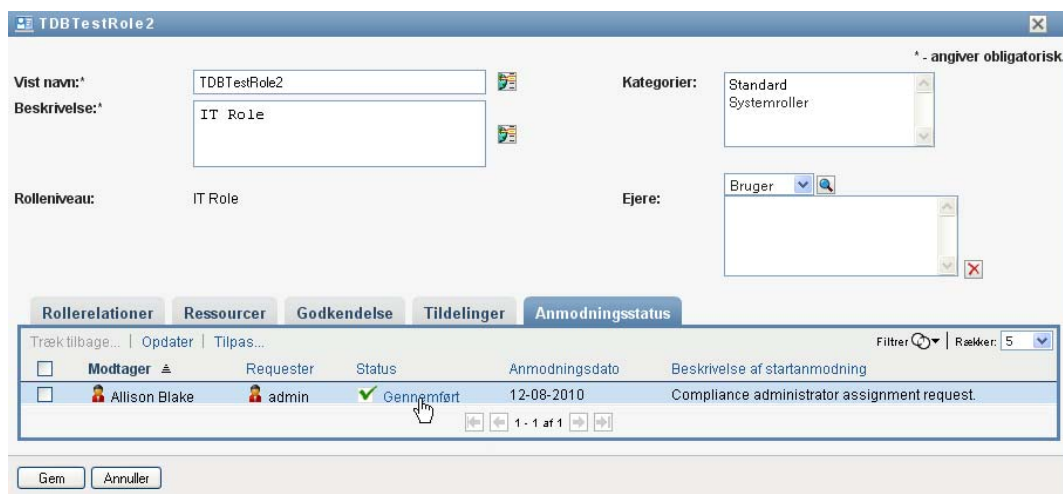 TDBTestRole2
* - angiver obligatorisk
Vist navn:* TDBTestRole2 Kategorier: Standard
Systemroller
Beskrivelse:* IT Role
Rolleniveau: IT Role Ejere: Bruger
Rollerelationer Ressourcer Godkendelse Tildelinger Anmodningsstatus
Træk tilbage... | Opdater | Tilpas... Filtrer Rækker: 5
Modtager Requester Status Anmodningsdato Beskrivelse af startanmodning
Allison Blake admin Gennemført 12-08-2010 Compliance administrator assignment request.
1 - 1 af 1
Gem Annuller